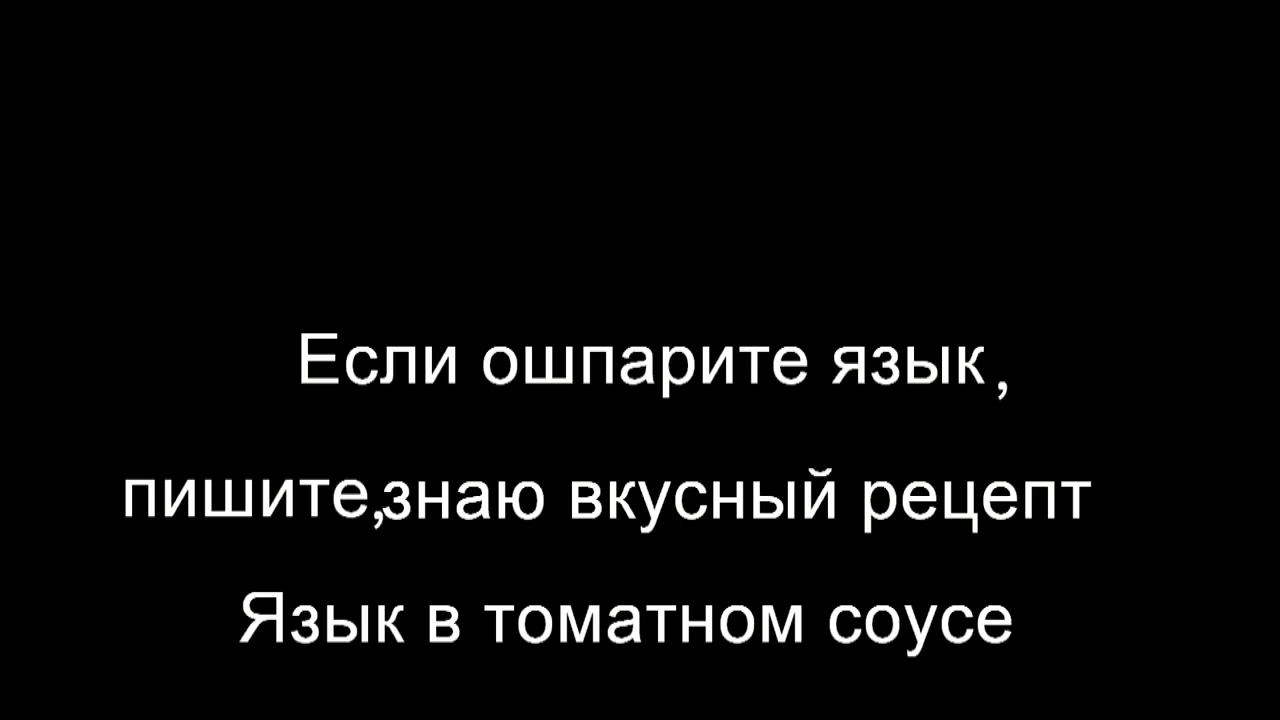 Если ошпарите язык,
пишите,знаю вкусный рецепт
Язык в томатном соусе